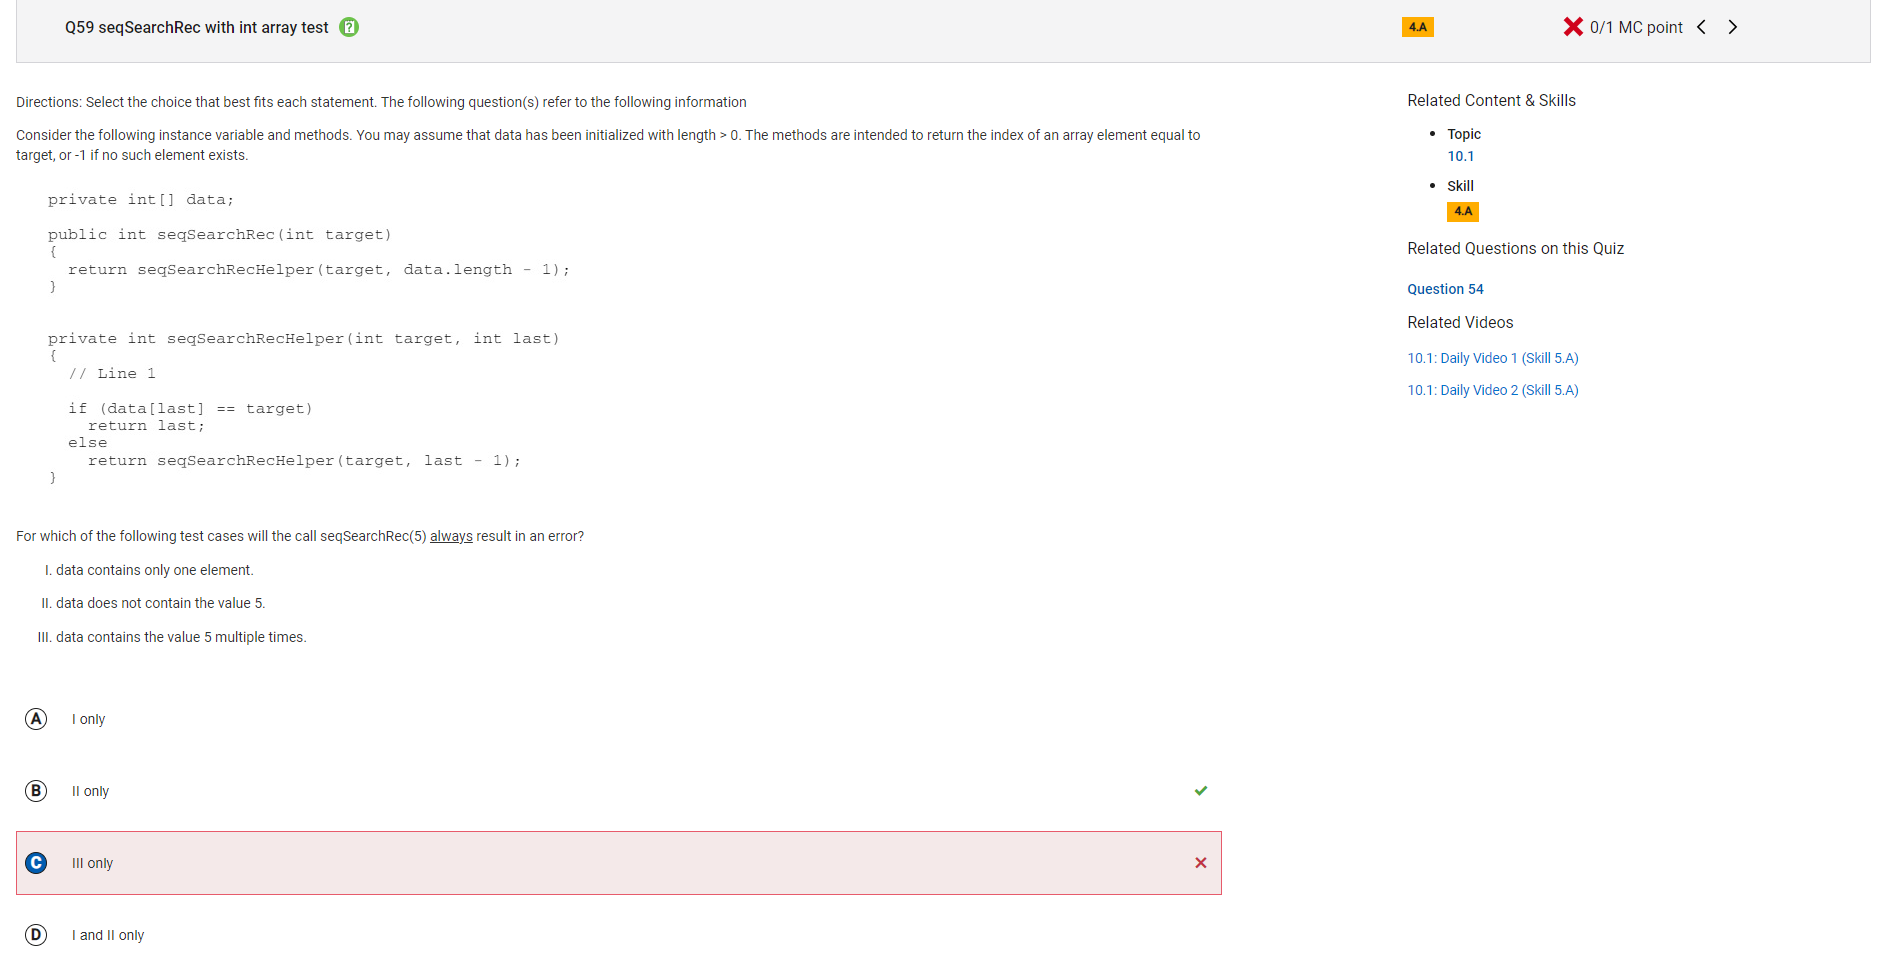 Q59 seqSearchRec with int array test
4.A
0/1 MC point
Directions: Select the choice that best fits each statement. The following question(s) refer to the following information
Consider the following instance variable and methods. You may assume that data has been initialized with length > 0. The methods are intended to return the index of an array element equal to
target, or -1 if no such element exists.
private int[] data;
public int seqSearchRec(int target)
{
return seqSearchRecHelper(target, data.length - 1);
}
private int seqSearchRecHelper(int target, int last)
{
// Line 1
if (data[last] == target)
return last;
else
return seqSearchRecHelper(target, last - 1);
}
For which of the following test cases will the call seqSearchRec(5) always result in an error?
I. data contains only one element.
II. data does not contain the value 5.
III. data contains the value 5 multiple times.
A I only
B II only
C III only
D I and II only
Related Content & Skills
• Topic
10.1
• Skill
4.A
Related Questions on this Quiz
Question 54
Related Videos
10.1: Daily Video 1 (Skill 5.A)
10.1: Daily Video 2 (Skill 5.A)